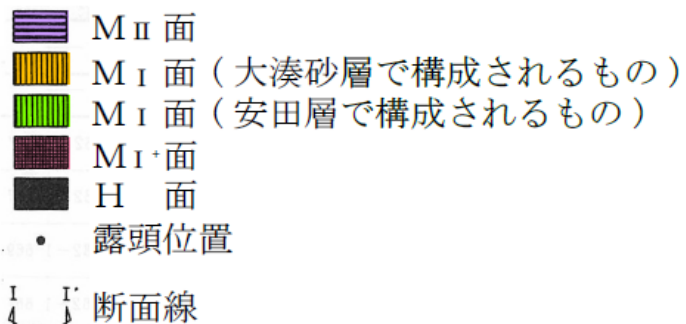 MⅡ面
MⅠ面(大湊砂層で構成されるもの)
MⅠ面(安田層で構成されるもの)
MⅠ⁺面
H 面
露頭位置
I I' 断面線